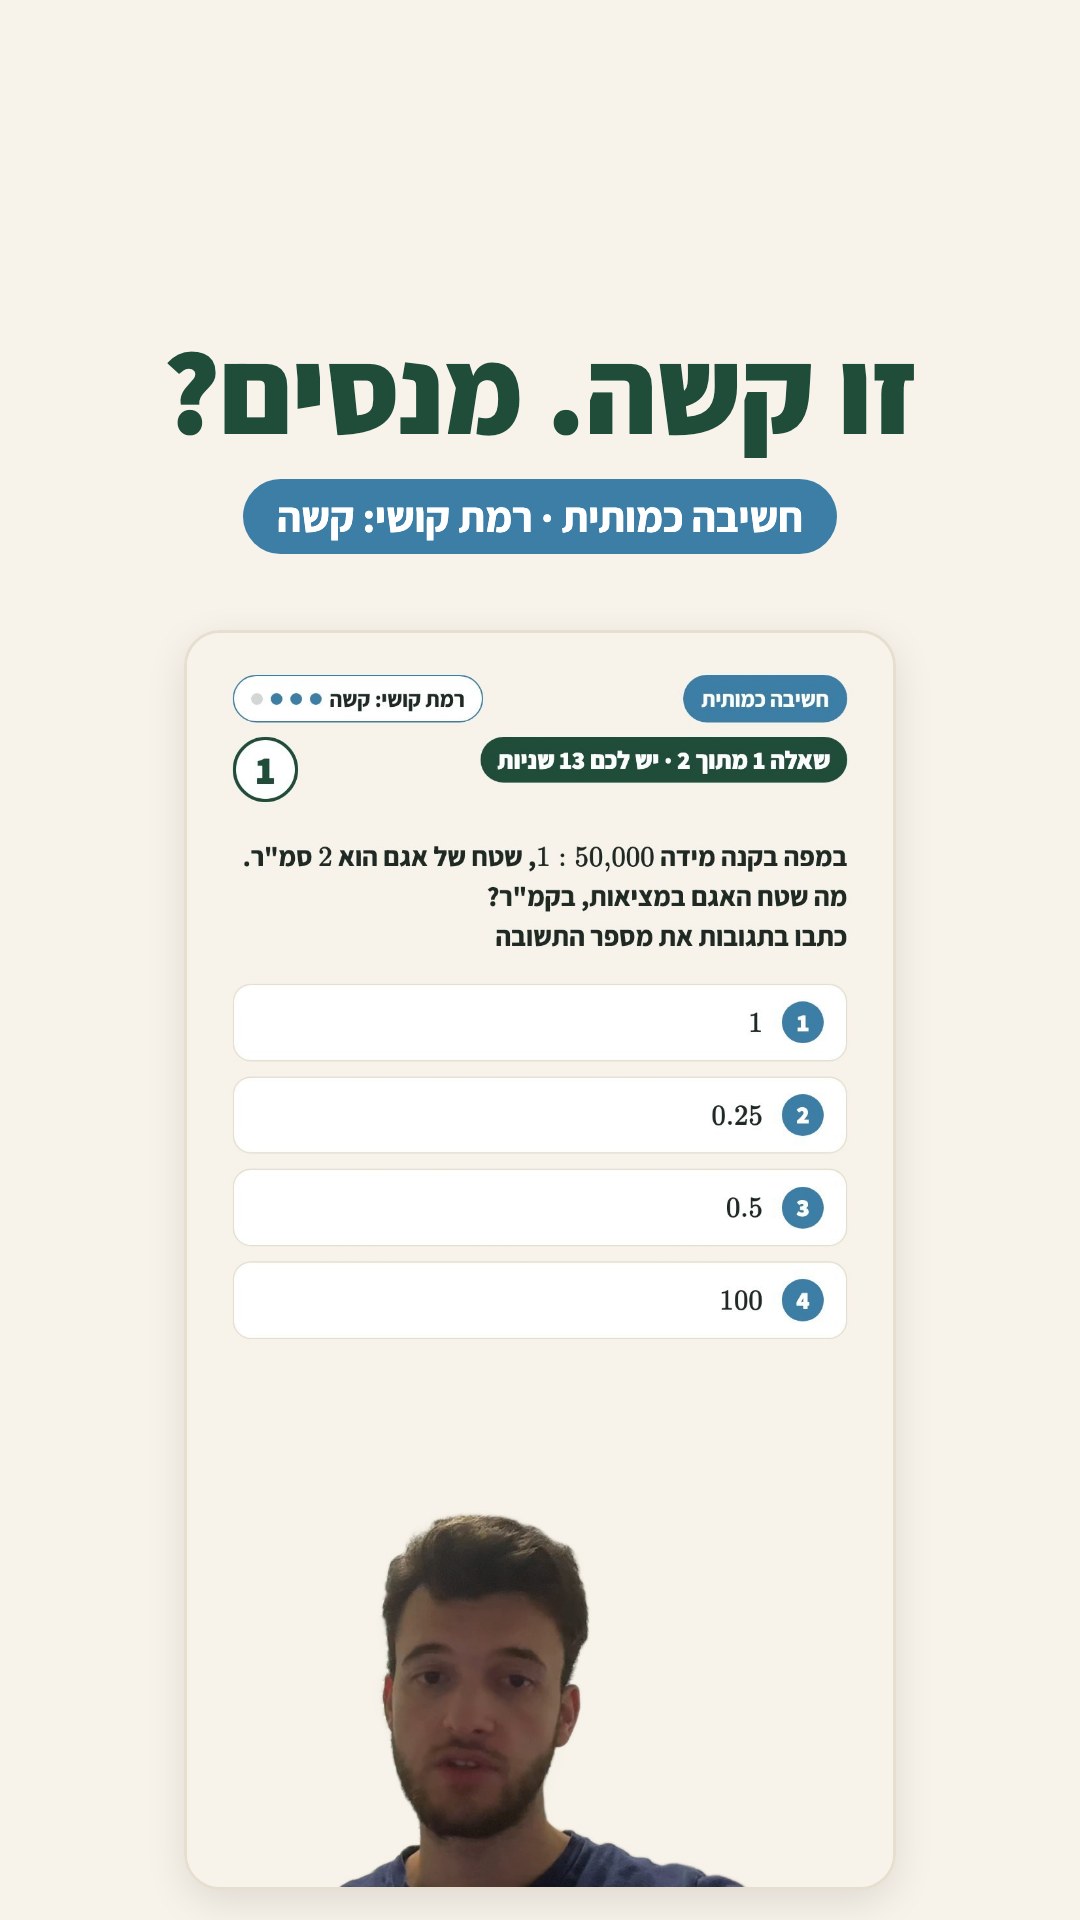 זו קשה. מנסים?
חשיבה כמותית · רמת קושי: קשה
חשיבה כמותית
רמת קושי: קשה
שאלה 1 מתוך 2 · יש לכם 13 שניות
1
במפה בקנה מידה 1 : 50,000, שטח של אגם הוא 2 סמ"ר.
מה שטח האגם במציאות, בקמ"ר?
כתבו בתגובות את מספר התשובה
1 1
2 0.25
3 0.5
4 100